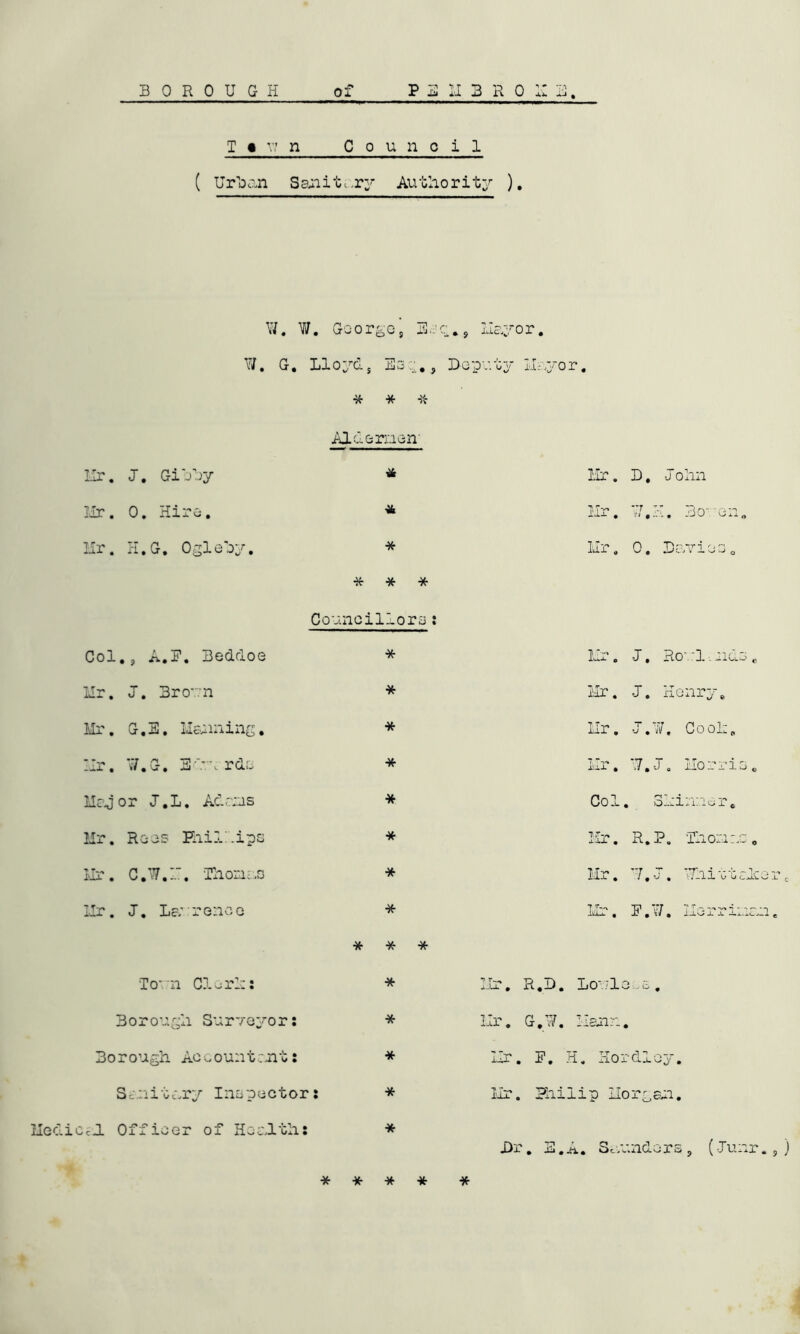 BOROUGH of PEMBROKE.
Town Council
( Urban Sanitary Authority ).
W. W. George, Esq., Mayor.
W. G. Lloyd, Esq., Deputy Mayor.
* * *
Aldermen
Mr. J. Gibby * Mr. D. John
Mr. O. Hire. * Mr. W.H. Bowen.
Mr. H.G. Ogleby. * Mr. O. Davies.
* * *
Councillors:
Col., A.F. Beddoe * Mr. J. Rowlands.
Mr. J. Brown * Mr. J. Henry.
Mr. G.E. Manning. * Mr. J.W. Cook.
Mr. W.G. Edwards * Mr. W.J. Morris.
Major J.L. Adams * Col. Skinner.
Mr. Rees Phillips * Mr. R.P. Thomas.
Mr. C.W.H. Thomas * Mr. W.J. Whittaker.
Mr. J. Lawrence * Mr. F.W. Merriman.
* * *
Town Clerk: * Mr. R.D. Lowless.
Borough Surveyor: * Mr. G.W. Mann.
Borough Accountant: * Mr. F. H. Hordley.
Sanitary Inspector: * Mr. Philip Morgan.
Medical Officer of Health: *
Dr. E.A. Saunders, (Junr.,)
* * * * *